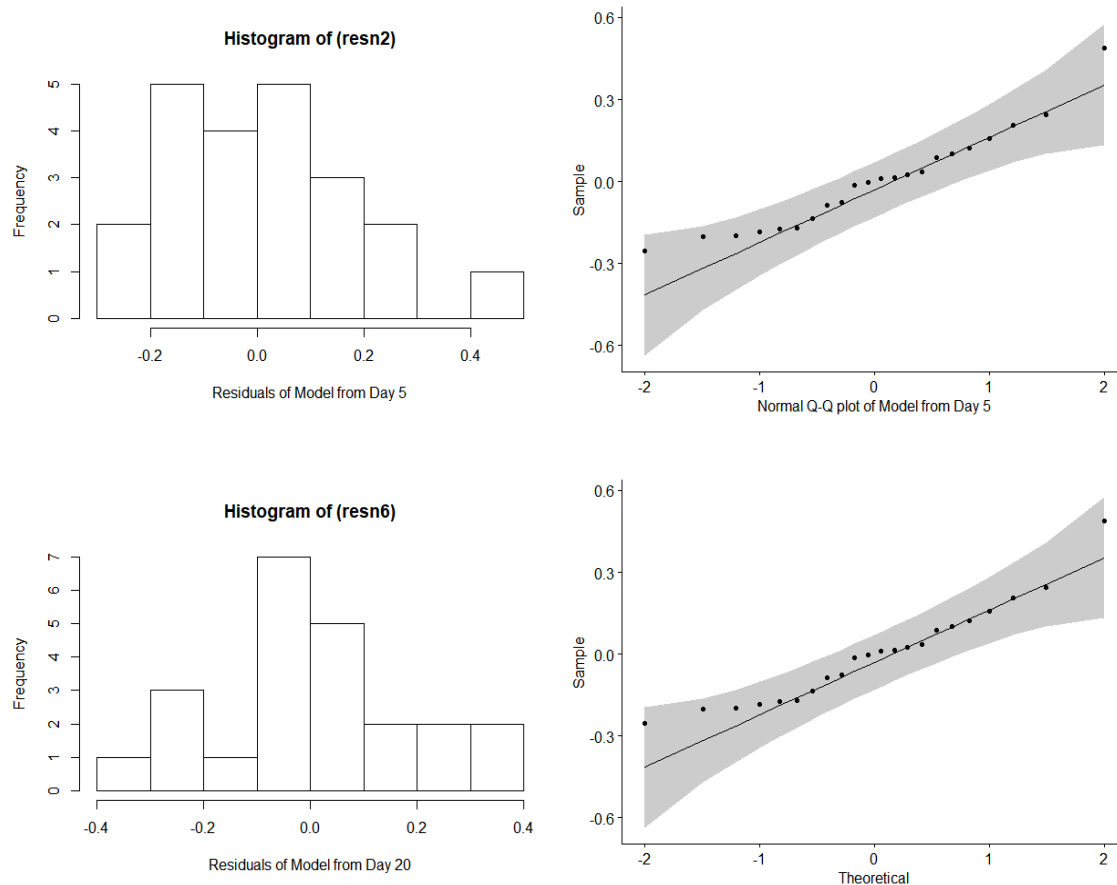 Histogram of (resn2)
Frequency
5
4
3
2
1
0
-0.2 0.0 0.2 0.4
Residuals of Model from Day 5
Sample
0.6
0.3
0.0
-0.3
-0.6
-2 -1 0 1 2
Normal Q-Q plot of Model from Day 5
Histogram of (resn6)
Frequency
7
6
5
4
3
2
1
0
-0.4 -0.2 0.0 0.2 0.4
Residuals of Model from Day 20
Sample
0.6
0.3
0.0
-0.3
-0.6
-2 -1 0 1 2
Theoretical